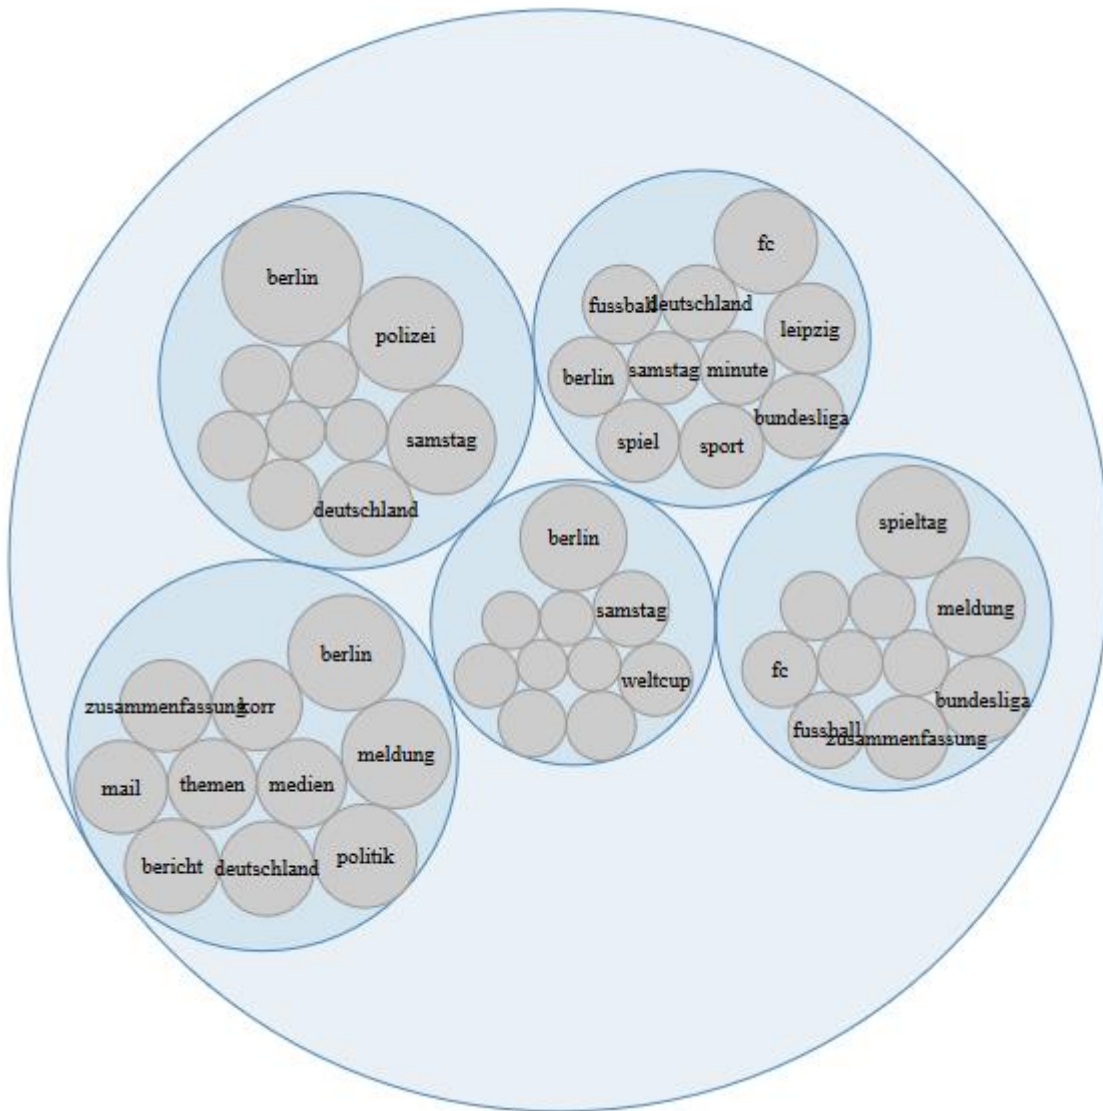 berlin
polizei
samstag
deutschland
fc
fussball
deutschland
leipzig
berlin
samstag
minute
bundesliga
spiel
sport
berlin
samstag
weltcup
spieltag
meldung
fc
bundesliga
fussball
zusammenfassung
berlin
zusammenfassung
korr
meldung
mail
themen
medien
bericht
deutschland
politik